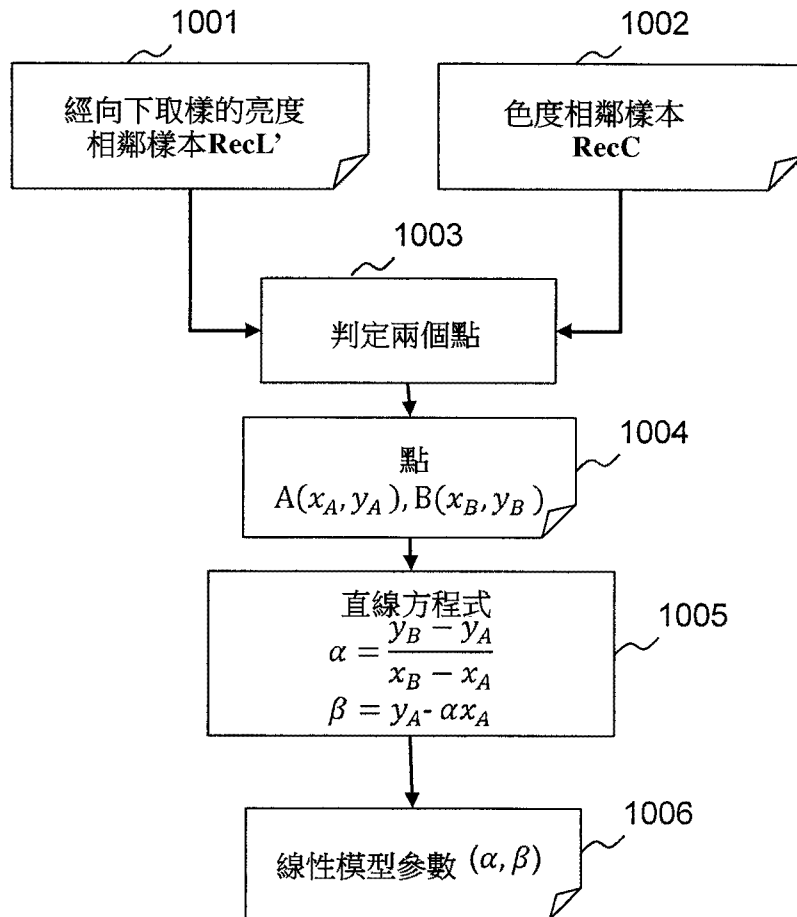 1001
1002
經向下取樣的亮度
相鄰樣本RecL’
色度相鄰樣本
RecC
1003
判定兩個點
1004
點
A(x_A, y_A), B(x_B, y_B)
1005
直線方程式
α = (y_B − y_A) / (x_B − x_A)
β = y_A- αx_A
1006
線性模型參數 (α, β)